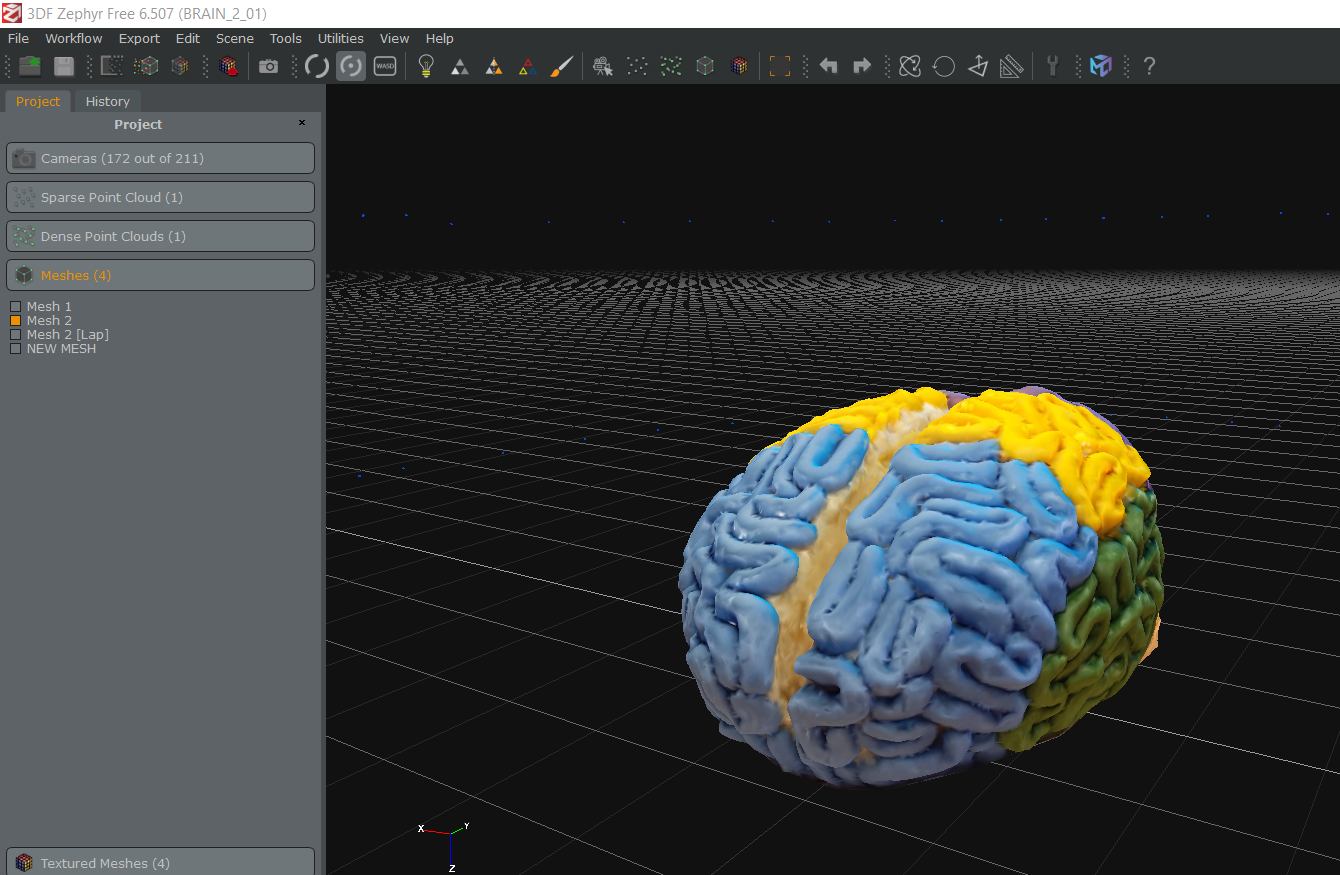 3DF Zephyr Free 6.507 (BRAIN_2_01)
File Workflow Export Edit Scene Tools Utilities View Help
WASD
?
Project History
Project
Cameras (172 out of 211)
Sparse Point Cloud (1)
Dense Point Clouds (1)
Meshes (4)
Mesh 1
Mesh 2
Mesh 2 [Lap]
NEW MESH
X Y
Z
Textured Meshes (4)